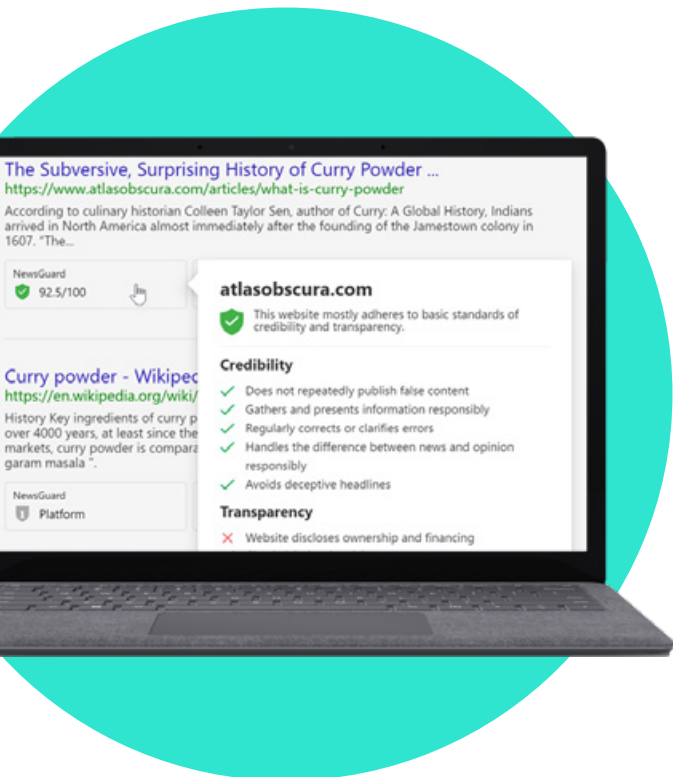 The Subversive, Surprising History of Curry Powder ...
https://www.atlasobscura.com/articles/what-is-curry-powder
According to culinary historian Colleen Taylor Sen, author of Curry: A Global History, Indians
arrived in North America almost immediately after the founding of the Jamestown colony in
1607. "The...
NewsGuard
92.5/100
Curry powder - Wikiped
https://en.wikipedia.org/wiki/
History Key ingredients of curry p
over 4000 years, at least since the
markets, curry powder is compara
garam masala ".
NewsGuard
Platform
atlasobscura.com
This website mostly adheres to basic standards of
credibility and transparency.
Credibility
Does not repeatedly publish false content
Gathers and presents information responsibly
Regularly corrects or clarifies errors
Handles the difference between news and opinion
responsibly
Avoids deceptive headlines
Transparency
Website discloses ownership and financing